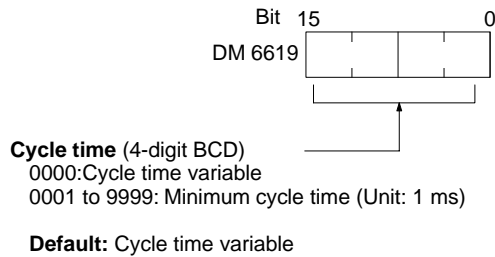 Bit 15 0
DM 6619
Cycle time (4-digit BCD)
0000:Cycle time variable
0001 to 9999: Minimum cycle time (Unit: 1 ms)
Default: Cycle time variable